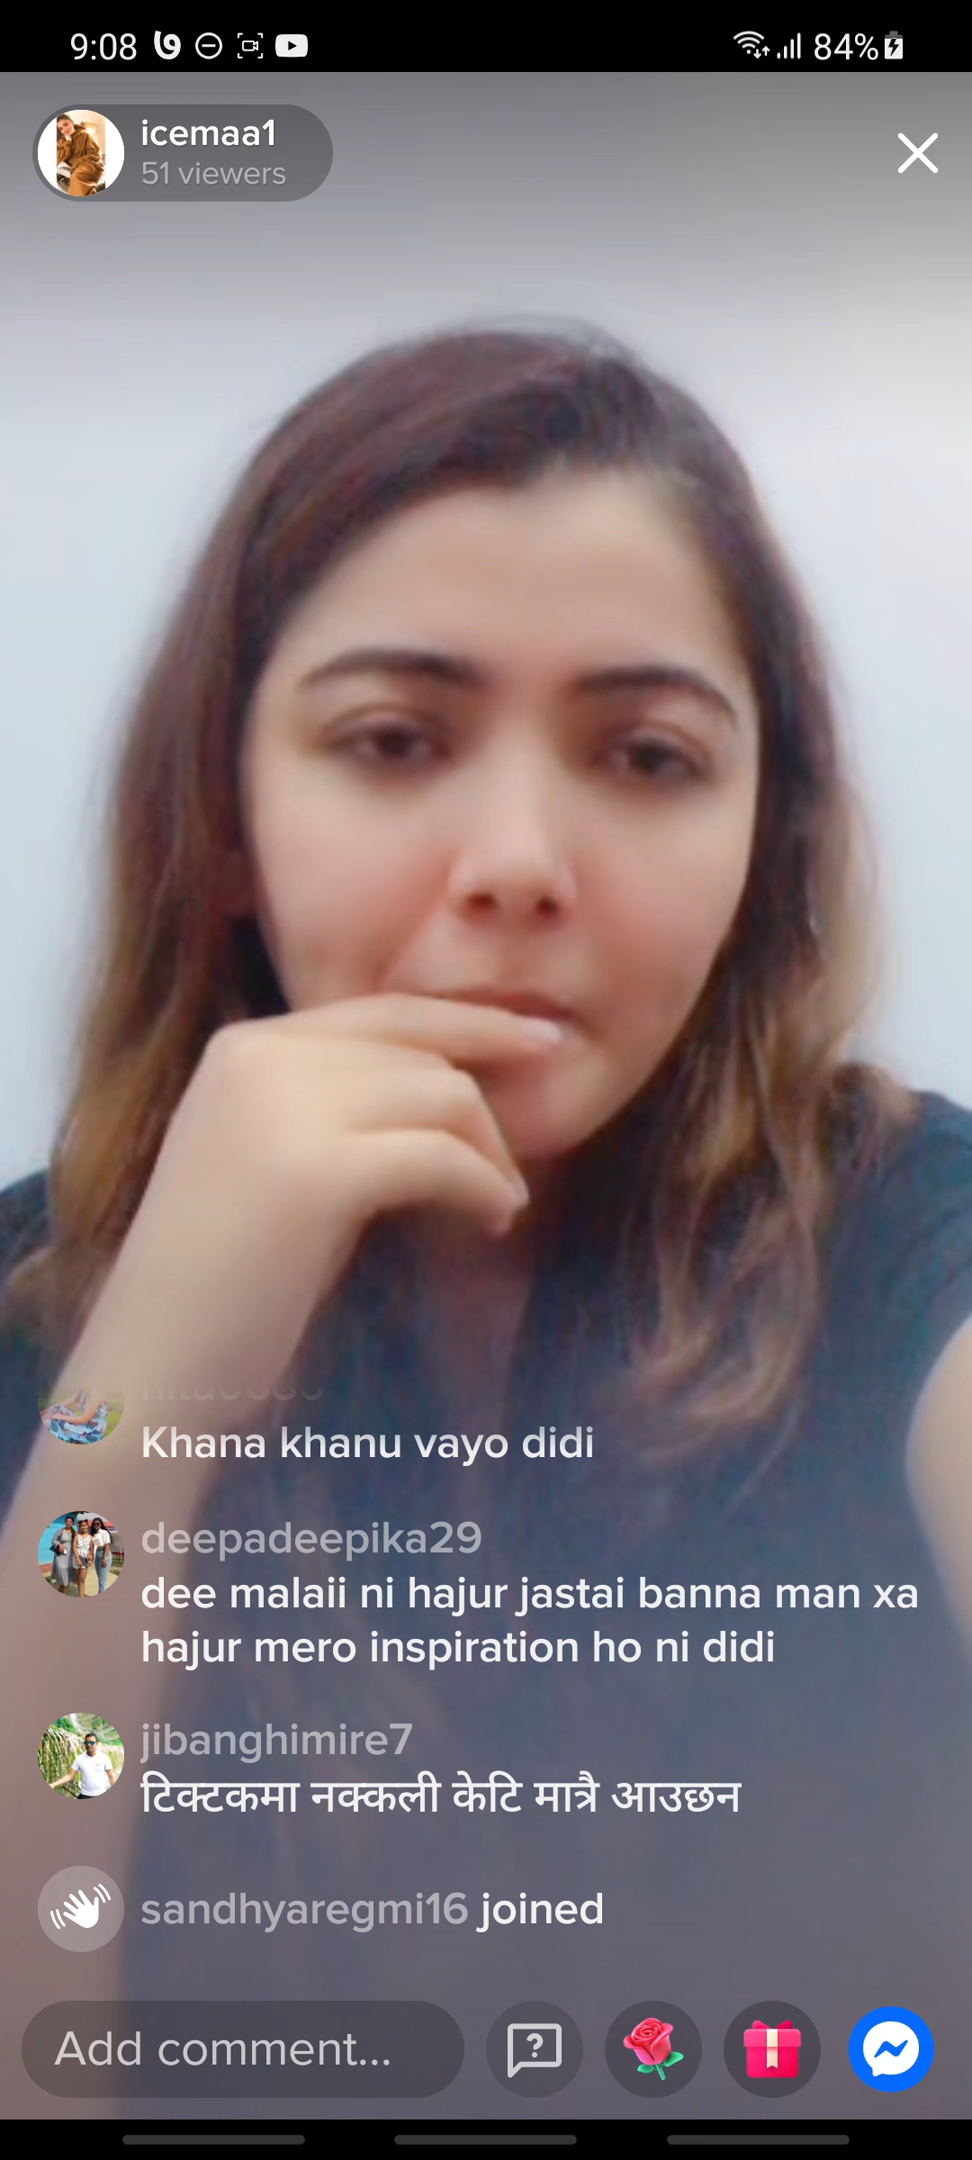 9:08
84%
icemaa1
51 viewers
Khana khanu vayo didi
deepadeepika29
dee malaii ni hajur jastai banna man xa
hajur mero inspiration ho ni didi
jibanghimire7
टिक्टकमा नक्कली केटि मात्रै आउछन
sandhyaregmi16 joined
Add comment...